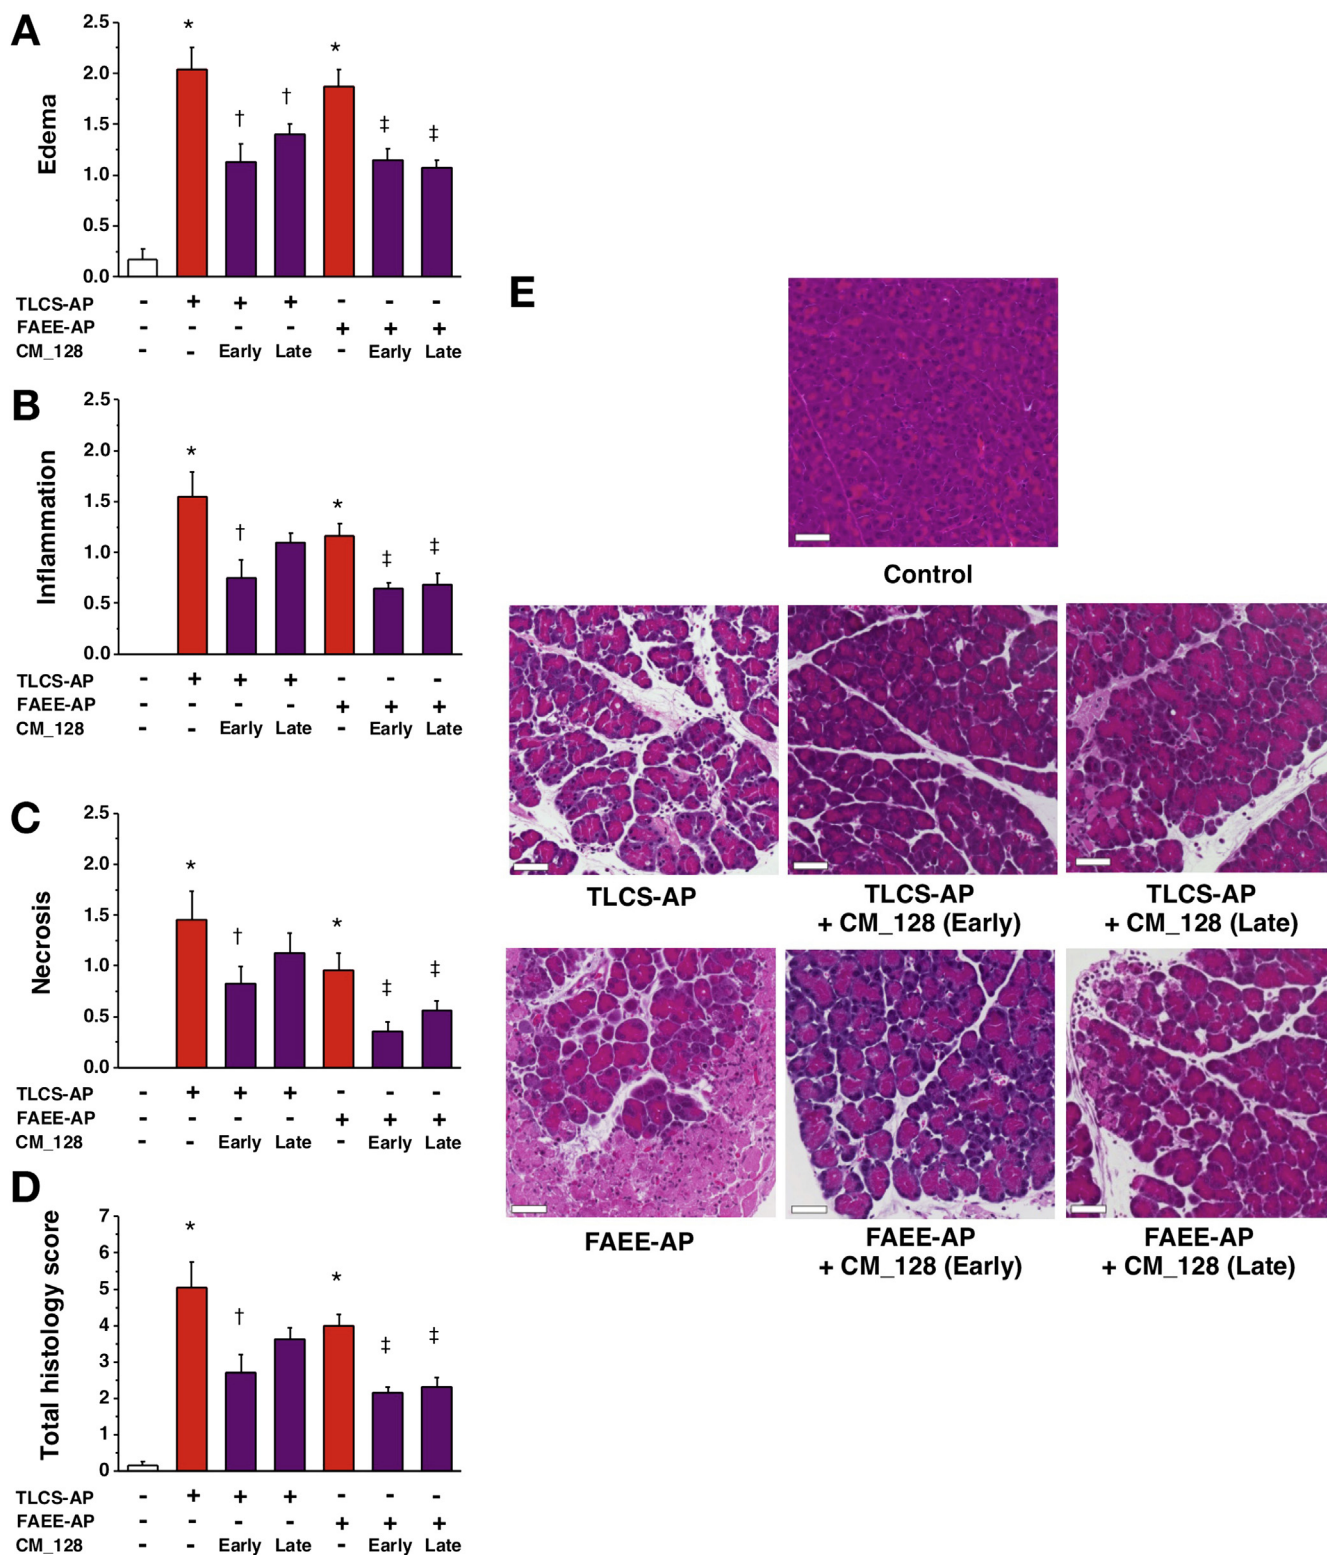 A
Edema
2.5
*
*
2.0
†
†
‡
‡
1.5
1.0
0.5
0.0
TLCS-AP - + + + - - -
FAEE-AP - - - - + + +
CM_128 - - Early Late - Early Late
B
Inflammation
2.5
2.0
*
1.5
*
†
‡
‡
1.0
0.5
0.0
TLCS-AP - + + + - - -
FAEE-AP - - - - + + +
CM_128 - - Early Late - Early Late
C
Necrosis
2.5
2.0
*
1.5
†
*
‡
‡
1.0
0.5
0.0
TLCS-AP - + + + - - -
FAEE-AP - - - - + + +
CM_128 - - Early Late - Early Late
D
Total histology score
7
*
6
5
*
†
‡
‡
4
3
2
1
0
TLCS-AP - + + + - - -
FAEE-AP - - - - + + +
CM_128 - - Early Late - Early Late
E
Control
TLCS-AP
TLCS-AP
+ CM_128 (Early)
TLCS-AP
+ CM_128 (Late)
FAEE-AP
FAEE-AP
+ CM_128 (Early)
FAEE-AP
+ CM_128 (Late)